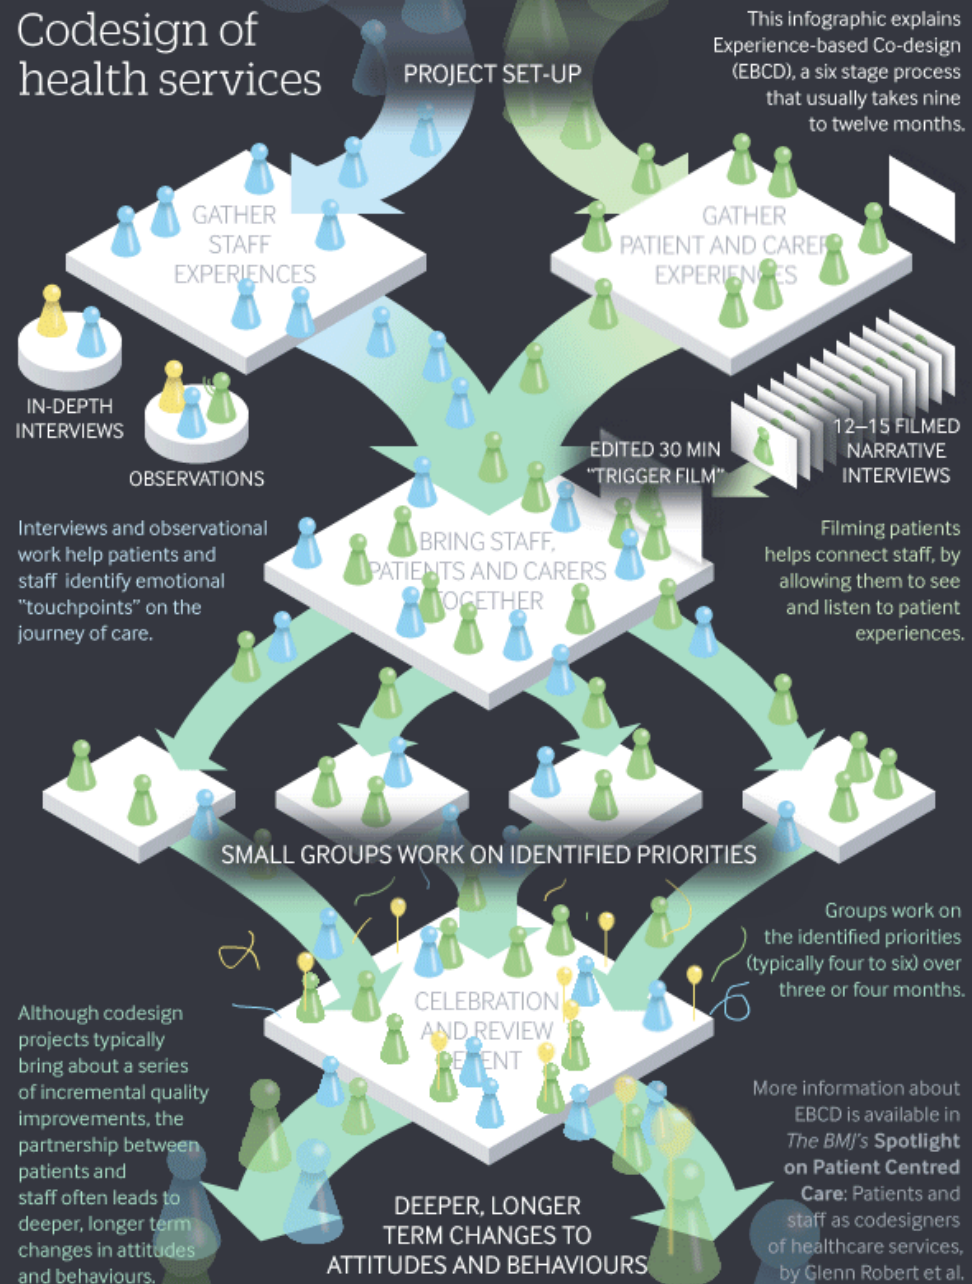 Codesign of
health services
PROJECT SET-UP
This infographic explains
Experience-based Co-design
(EBCD), a six stage process
that usually takes nine
to twelve months.
GATHER
STAFF
EXPERIENCES
GATHER
PATIENT AND CARER
EXPERIENCES
IN-DEPTH
INTERVIEWS
OBSERVATIONS
EDITED 30 MIN
“TRIGGER FILM”
12–15 FILMED
NARRATIVE
INTERVIEWS
Interviews and observational
work help patients and
staff identify emotional
“touchpoints” on the
journey of care.
BRING STAFF,
PATIENTS AND CARERS
TOGETHER
Filming patients
helps connect staff, by
allowing them to see
and listen to patient
experiences.
SMALL GROUPS WORK ON IDENTIFIED PRIORITIES
Groups work on
the identified priorities
(typically four to six) over
three or four months.
CELEBRATION
AND REVIEW
EVENT
Although codesign
projects typically
bring about a series
of incremental quality
improvements, the
partnership between
patients and
staff often leads to
deeper, longer term
changes in attitudes
and behaviours.
DEEPER, LONGER
TERM CHANGES TO
ATTITUDES AND BEHAVIOURS
More information about
EBCD is available in
The BMJ’s Spotlight
on Patient Centred
Care: Patients and
staff as codesigners
of healthcare services,
by Glenn Robert et al.